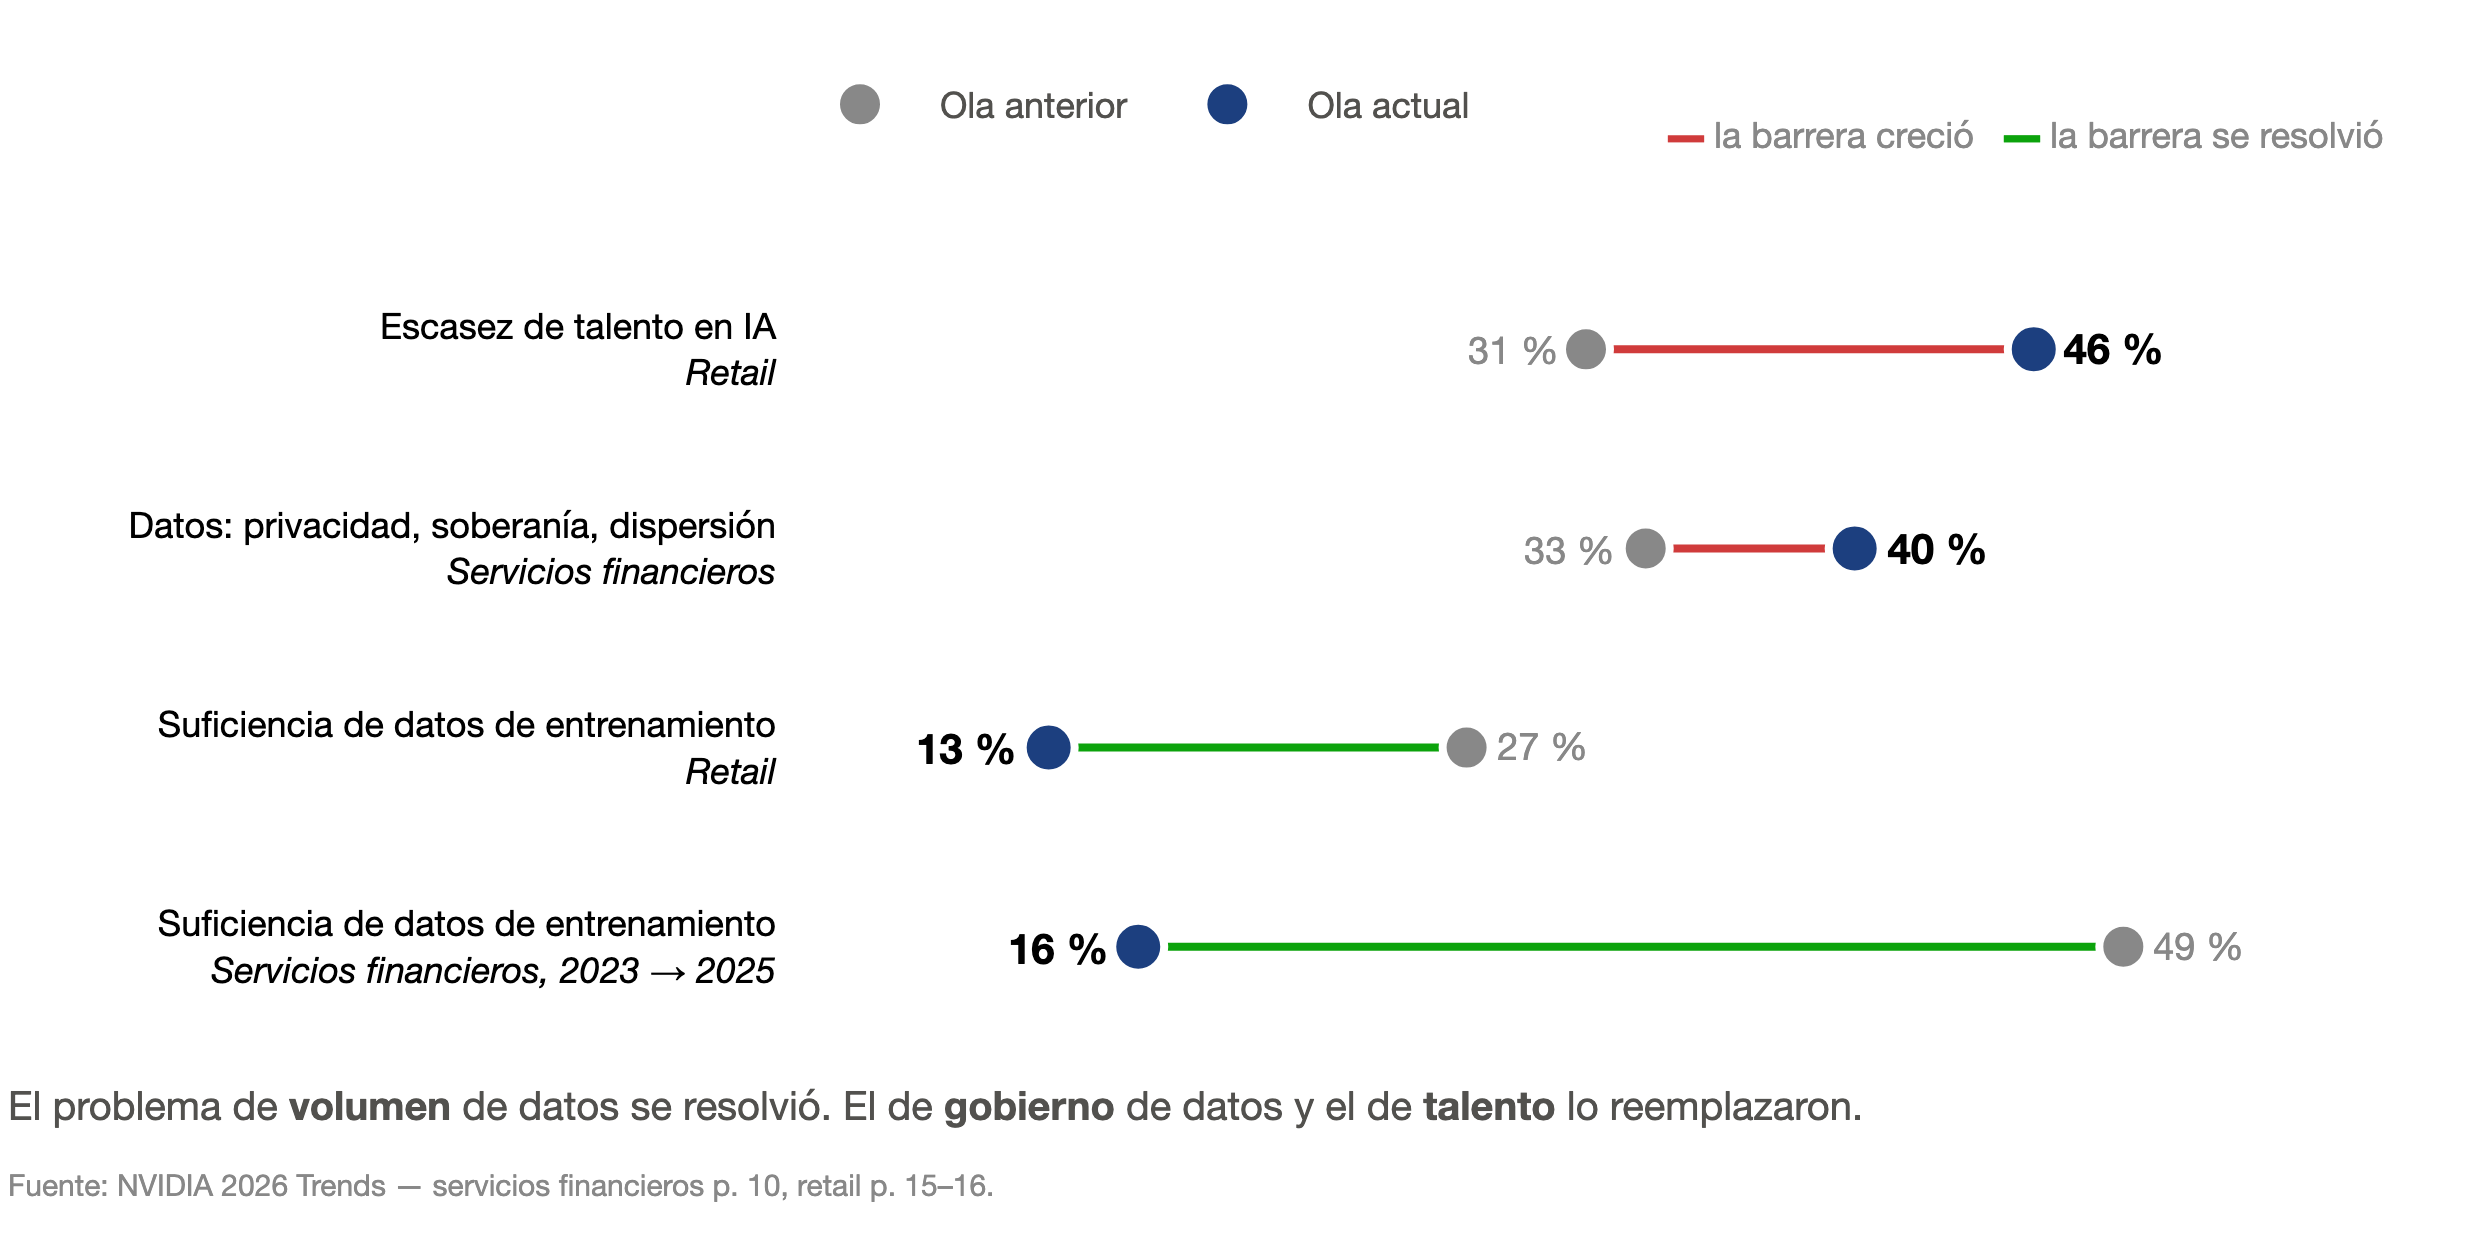 Ola anterior
Ola actual
la barrera creció
la barrera se resolvió
Escasez de talento en IA
Retail
31 %
46 %
Datos: privacidad, soberanía, dispersión
Servicios financieros
33 %
40 %
Suficiencia de datos de entrenamiento
Retail
13 %
27 %
Suficiencia de datos de entrenamiento
Servicios financieros, 2023 → 2025
16 %
49 %
El problema de volumen de datos se resolvió. El de gobierno de datos y el de talento lo reemplazaron.
Fuente: NVIDIA 2026 Trends — servicios financieros p. 10, retail p. 15–16.